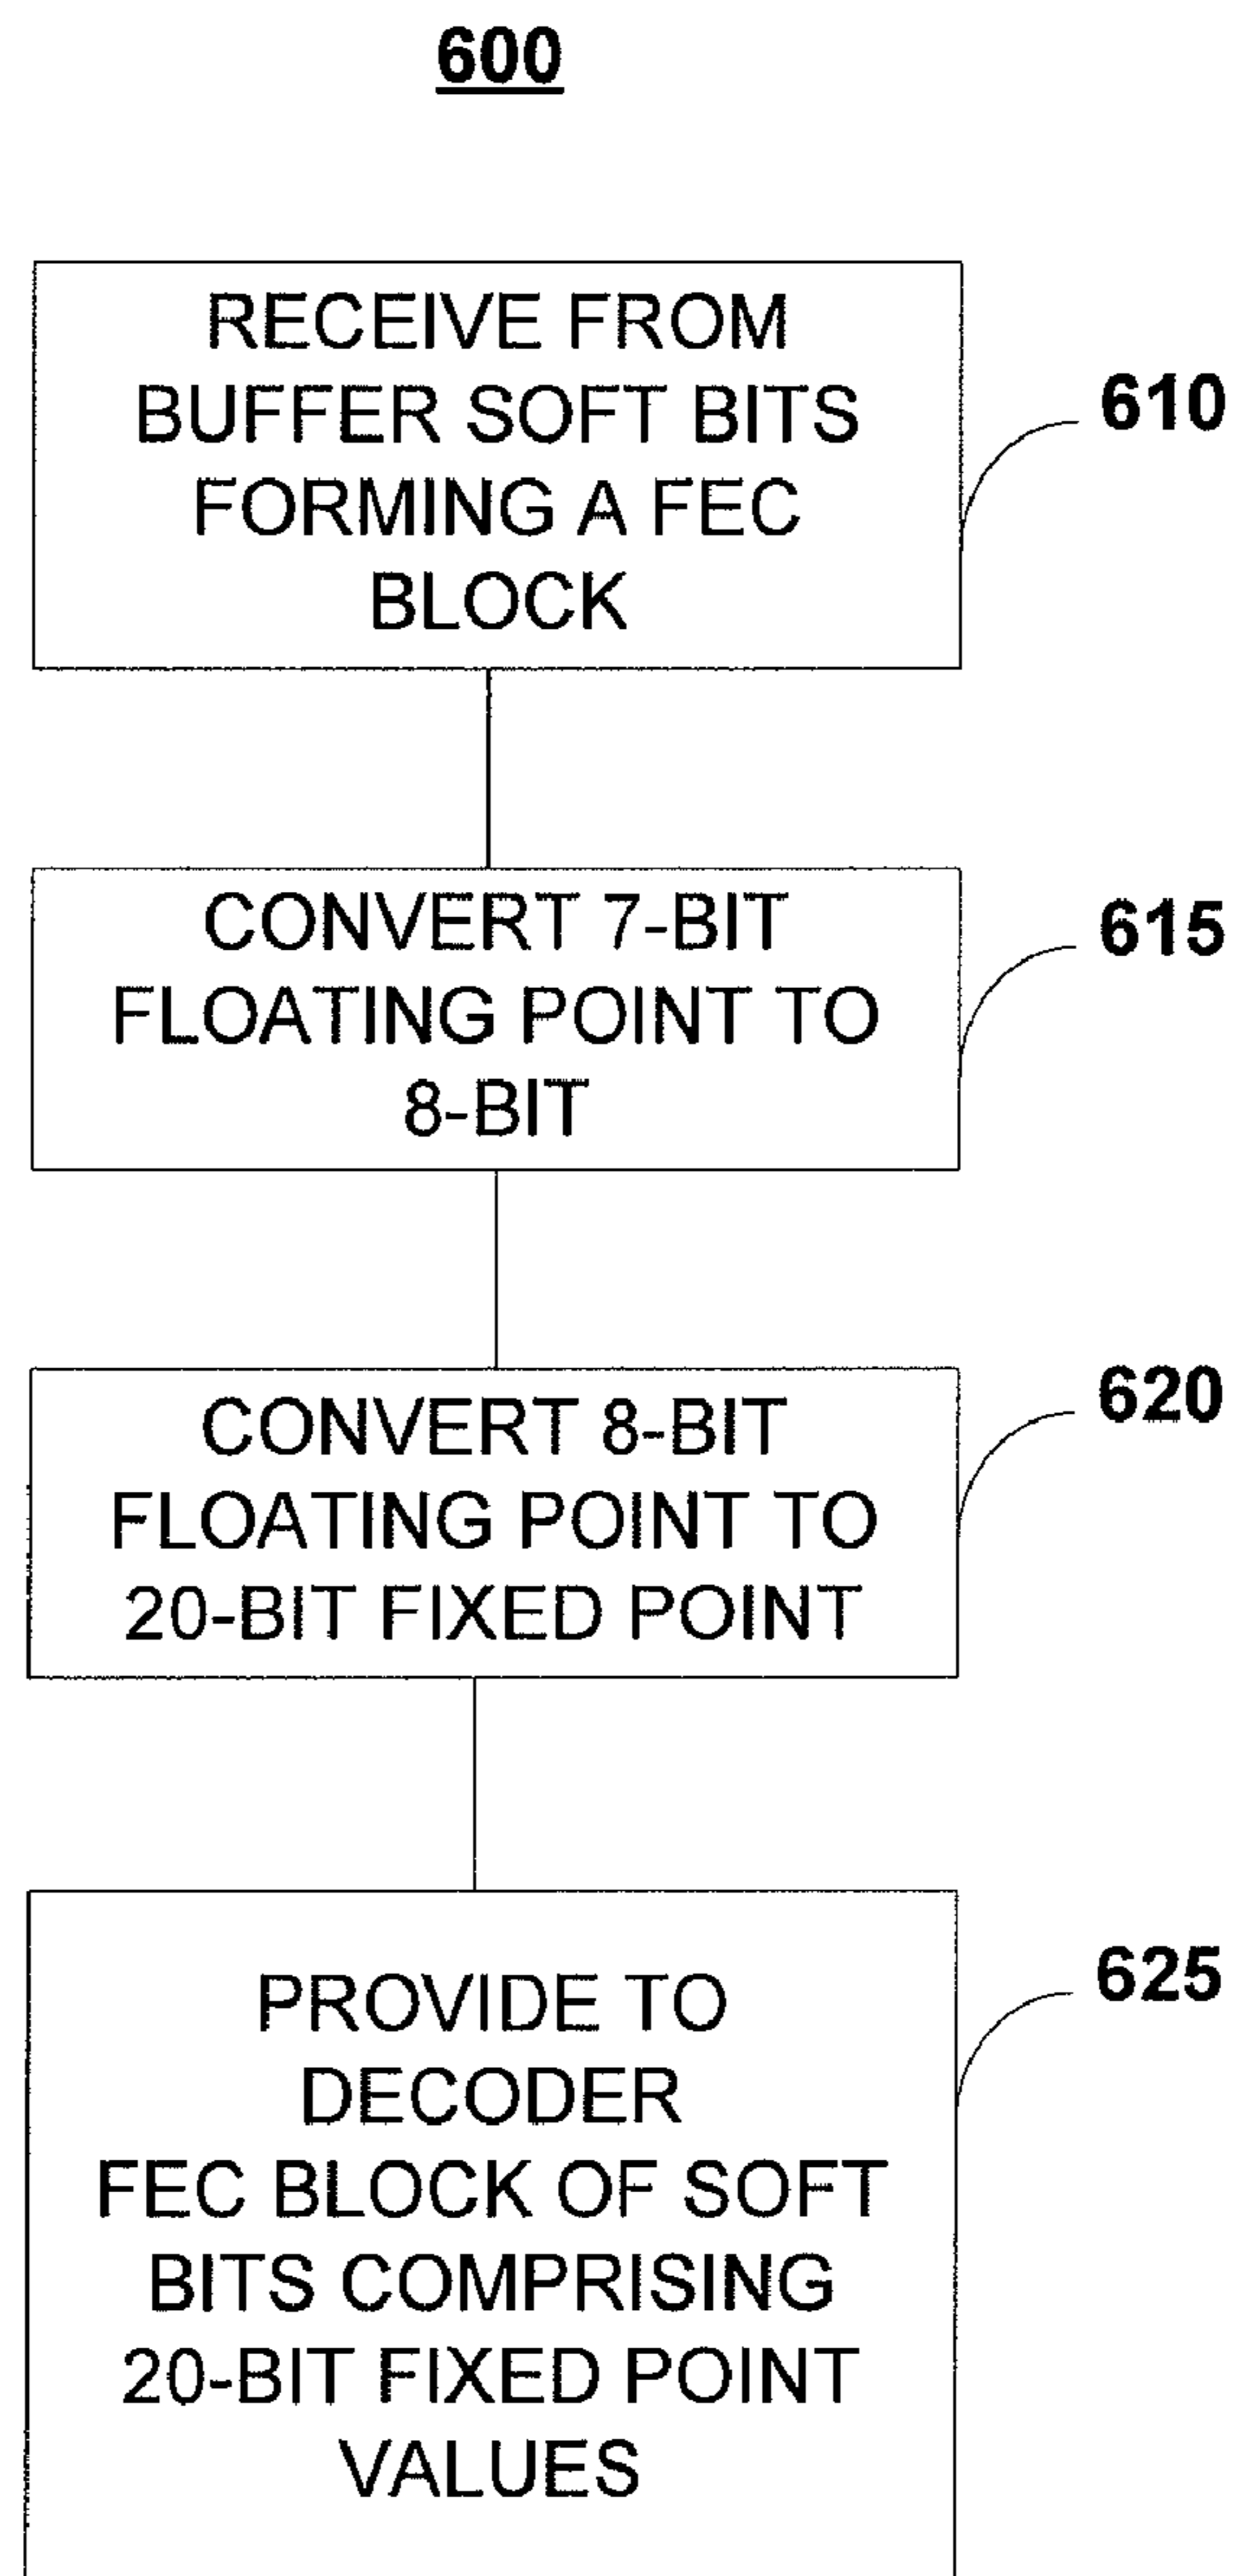 600
RECEIVE FROM
BUFFER SOFT BITS
FORMING A FEC
BLOCK
610
CONVERT 7-BIT
FLOATING POINT TO
8-BIT
615
CONVERT 8-BIT
FLOATING POINT TO
20-BIT FIXED POINT
620
PROVIDE TO
DECODER
FEC BLOCK OF SOFT
BITS COMPRISING
20-BIT FIXED POINT
VALUES
625